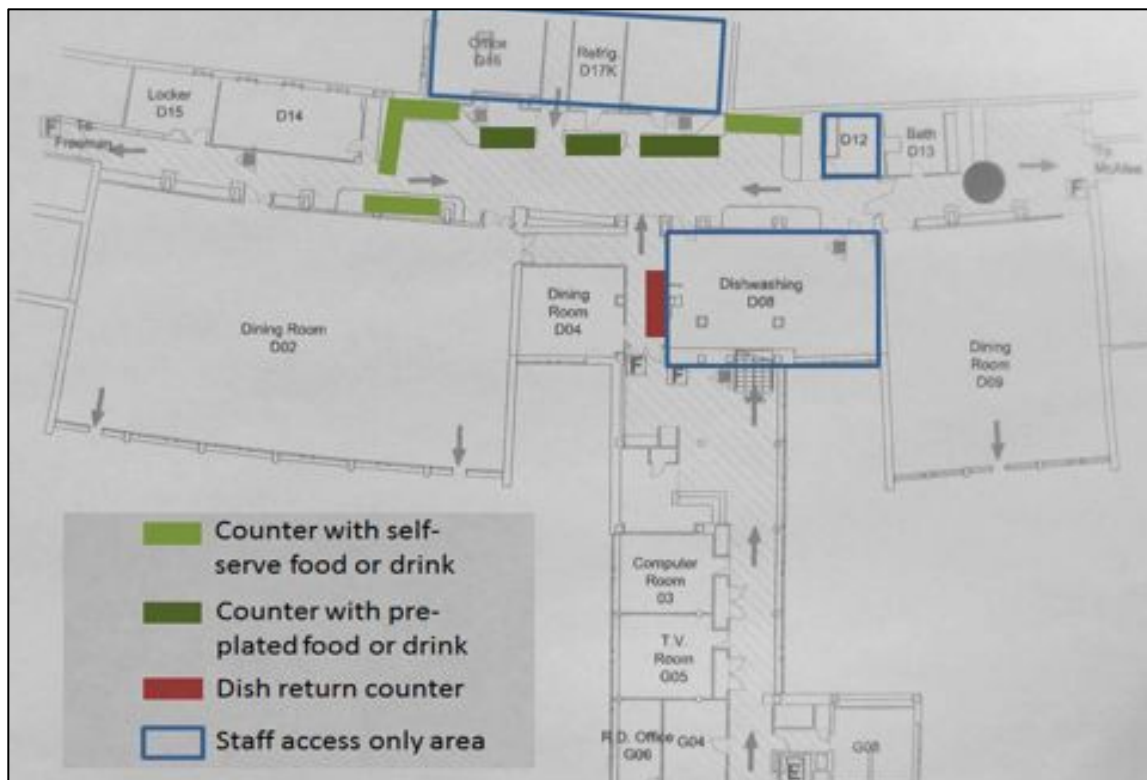 Office
D16
Refrig.
D17K
Locker
D15
D14
D12
Bath
D13
F
To
Freeman
To
McAfee
F
Dining Room
D02
Dining
Room
D04
Dishwashing
D08
Dining
Room
D09
F
F
Counter with self-
serve food or drink
Counter with pre-
plated food or drink
Dish return counter
Staff access only area
Computer
Room
03
T.V.
Room
G05
R.D. Office
G06
G04
G08
F